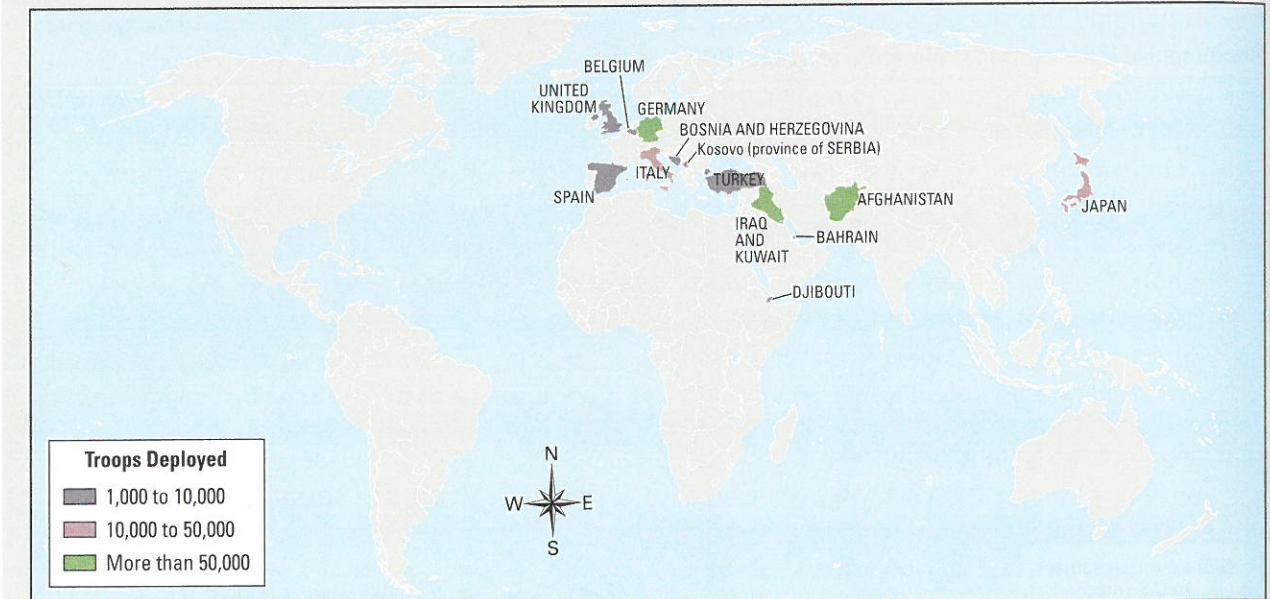 BELGIUM
UNITED
KINGDOM
GERMANY
BOSNIA AND HERZEGOVINA
Kosovo (province of SERBIA)
ITALY
TURKEY
SPAIN
AFGHANISTAN
JAPAN
IRAQ
AND
KUWAIT
BAHRAIN
DJIBOUTI
Troops Deployed
1,000 to 10,000
10,000 to 50,000
More than 50,000
N
W E
S